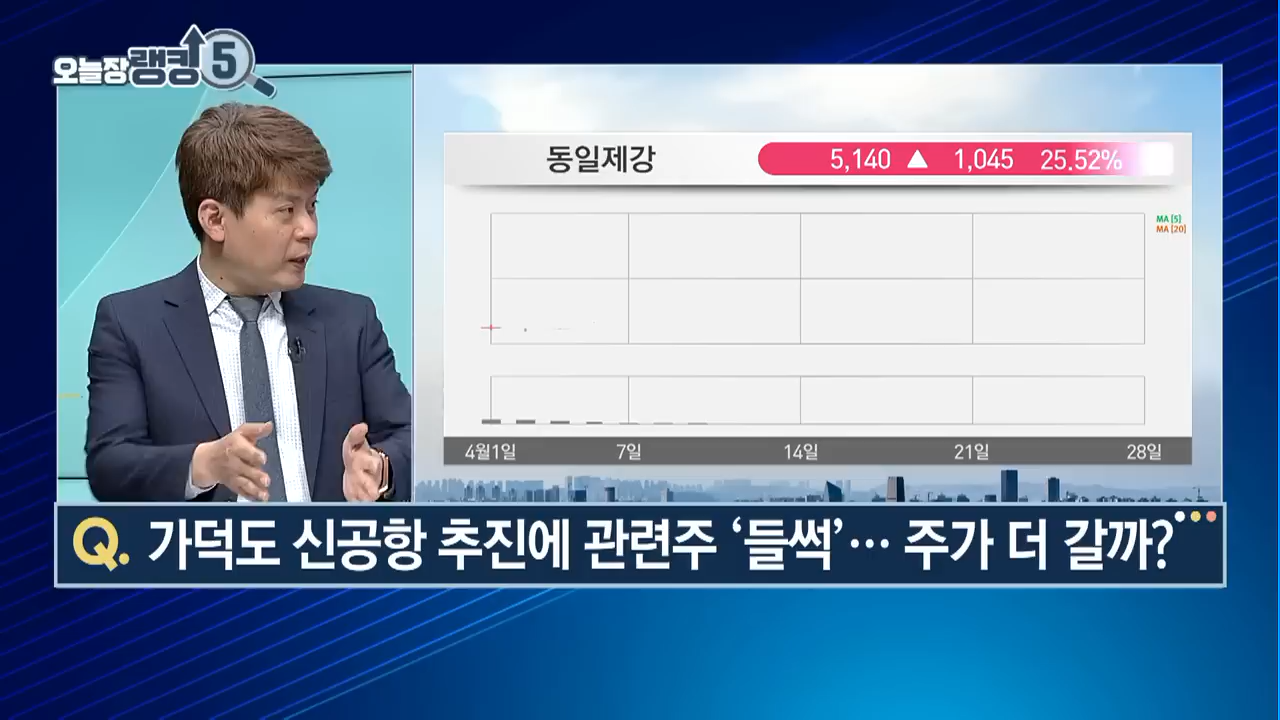 오늘장랭킹5
동일제강 5,140 ▲ 1,045 25.52%
MA [5]
MA [20]
4월1일 7일 14일 21일 28일
Q. 가덕도 신공항 추진에 관련주 ‘들썩’… 주가 더 갈까?